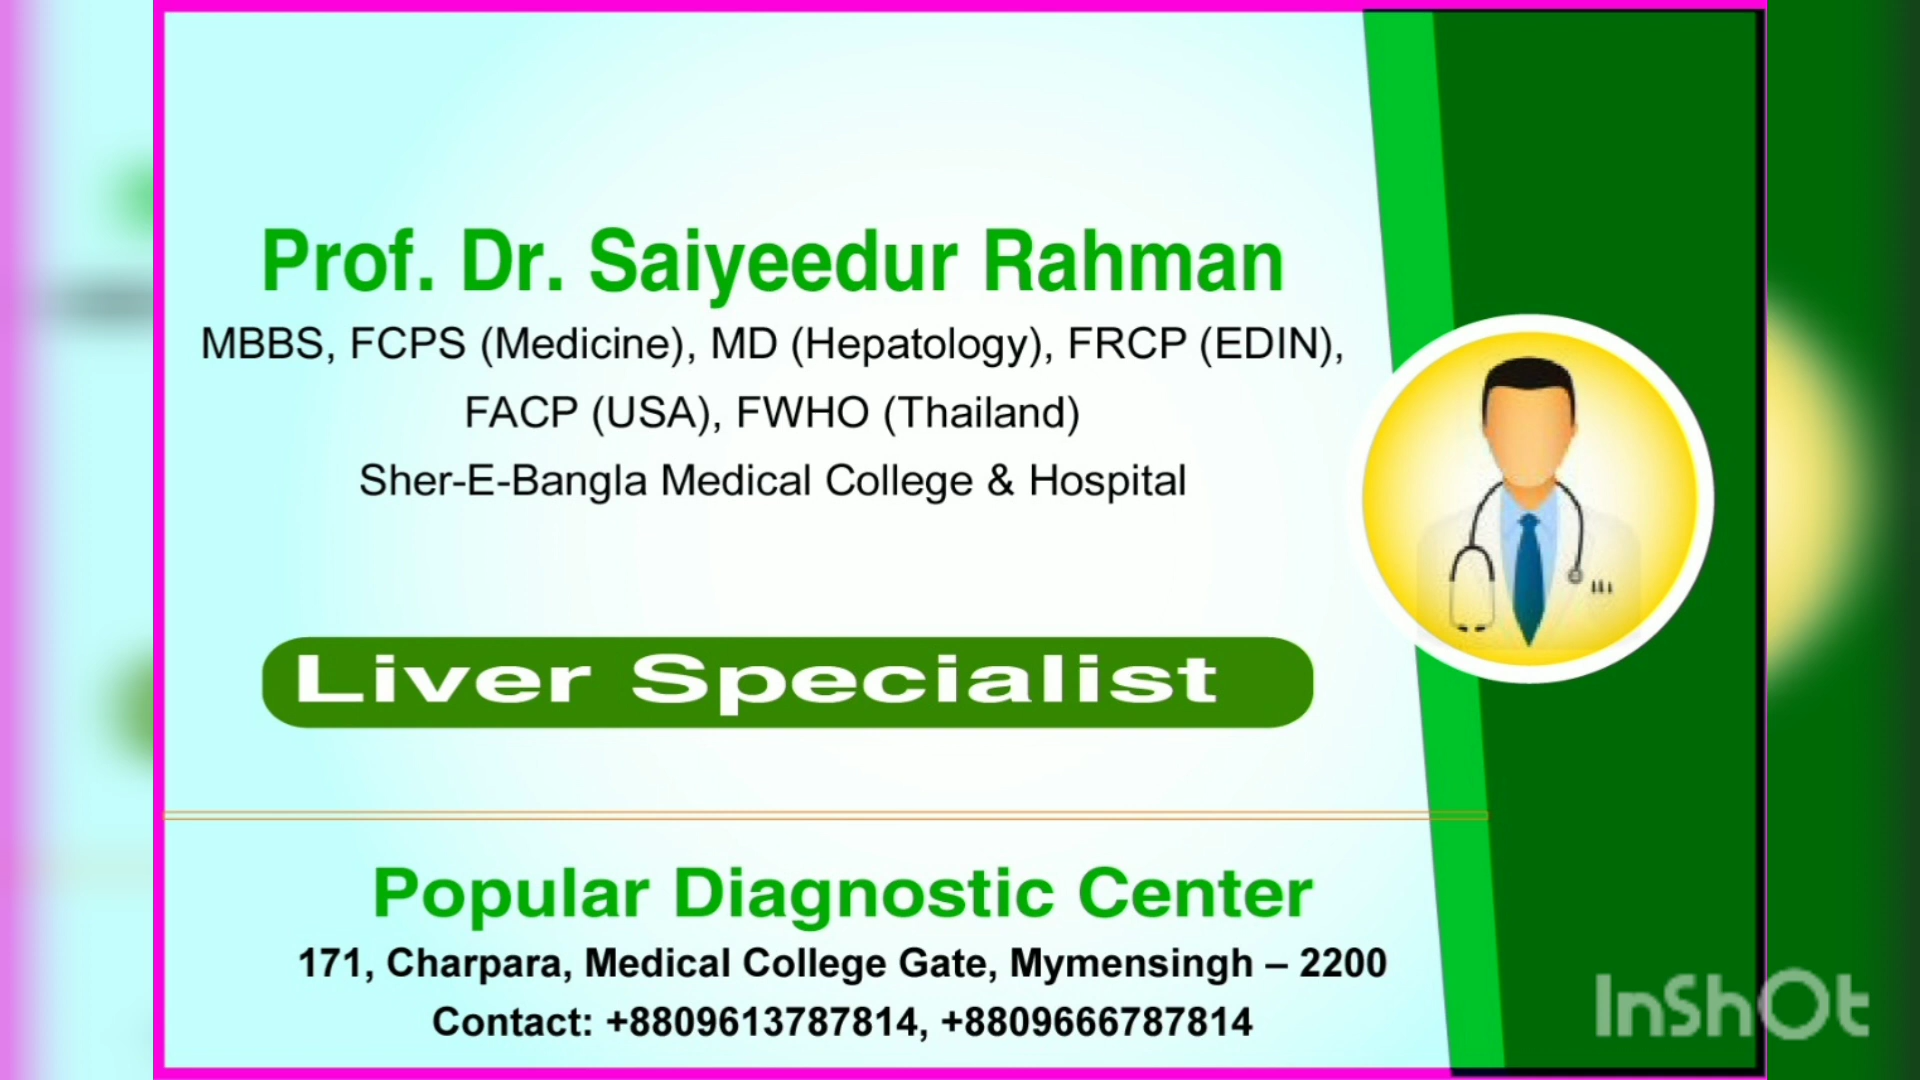 Prof. Dr. Saiyeedur Rahman
MBBS, FCPS (Medicine), MD (Hepatology), FRCP (EDIN),
FACP (USA), FWHO (Thailand)
Sher-E-Bangla Medical College & Hospital
Liver Specialist
Popular Diagnostic Center
171, Charpara, Medical College Gate, Mymensingh – 2200
Contact: +8809613787814, +8809666787814
InShOt